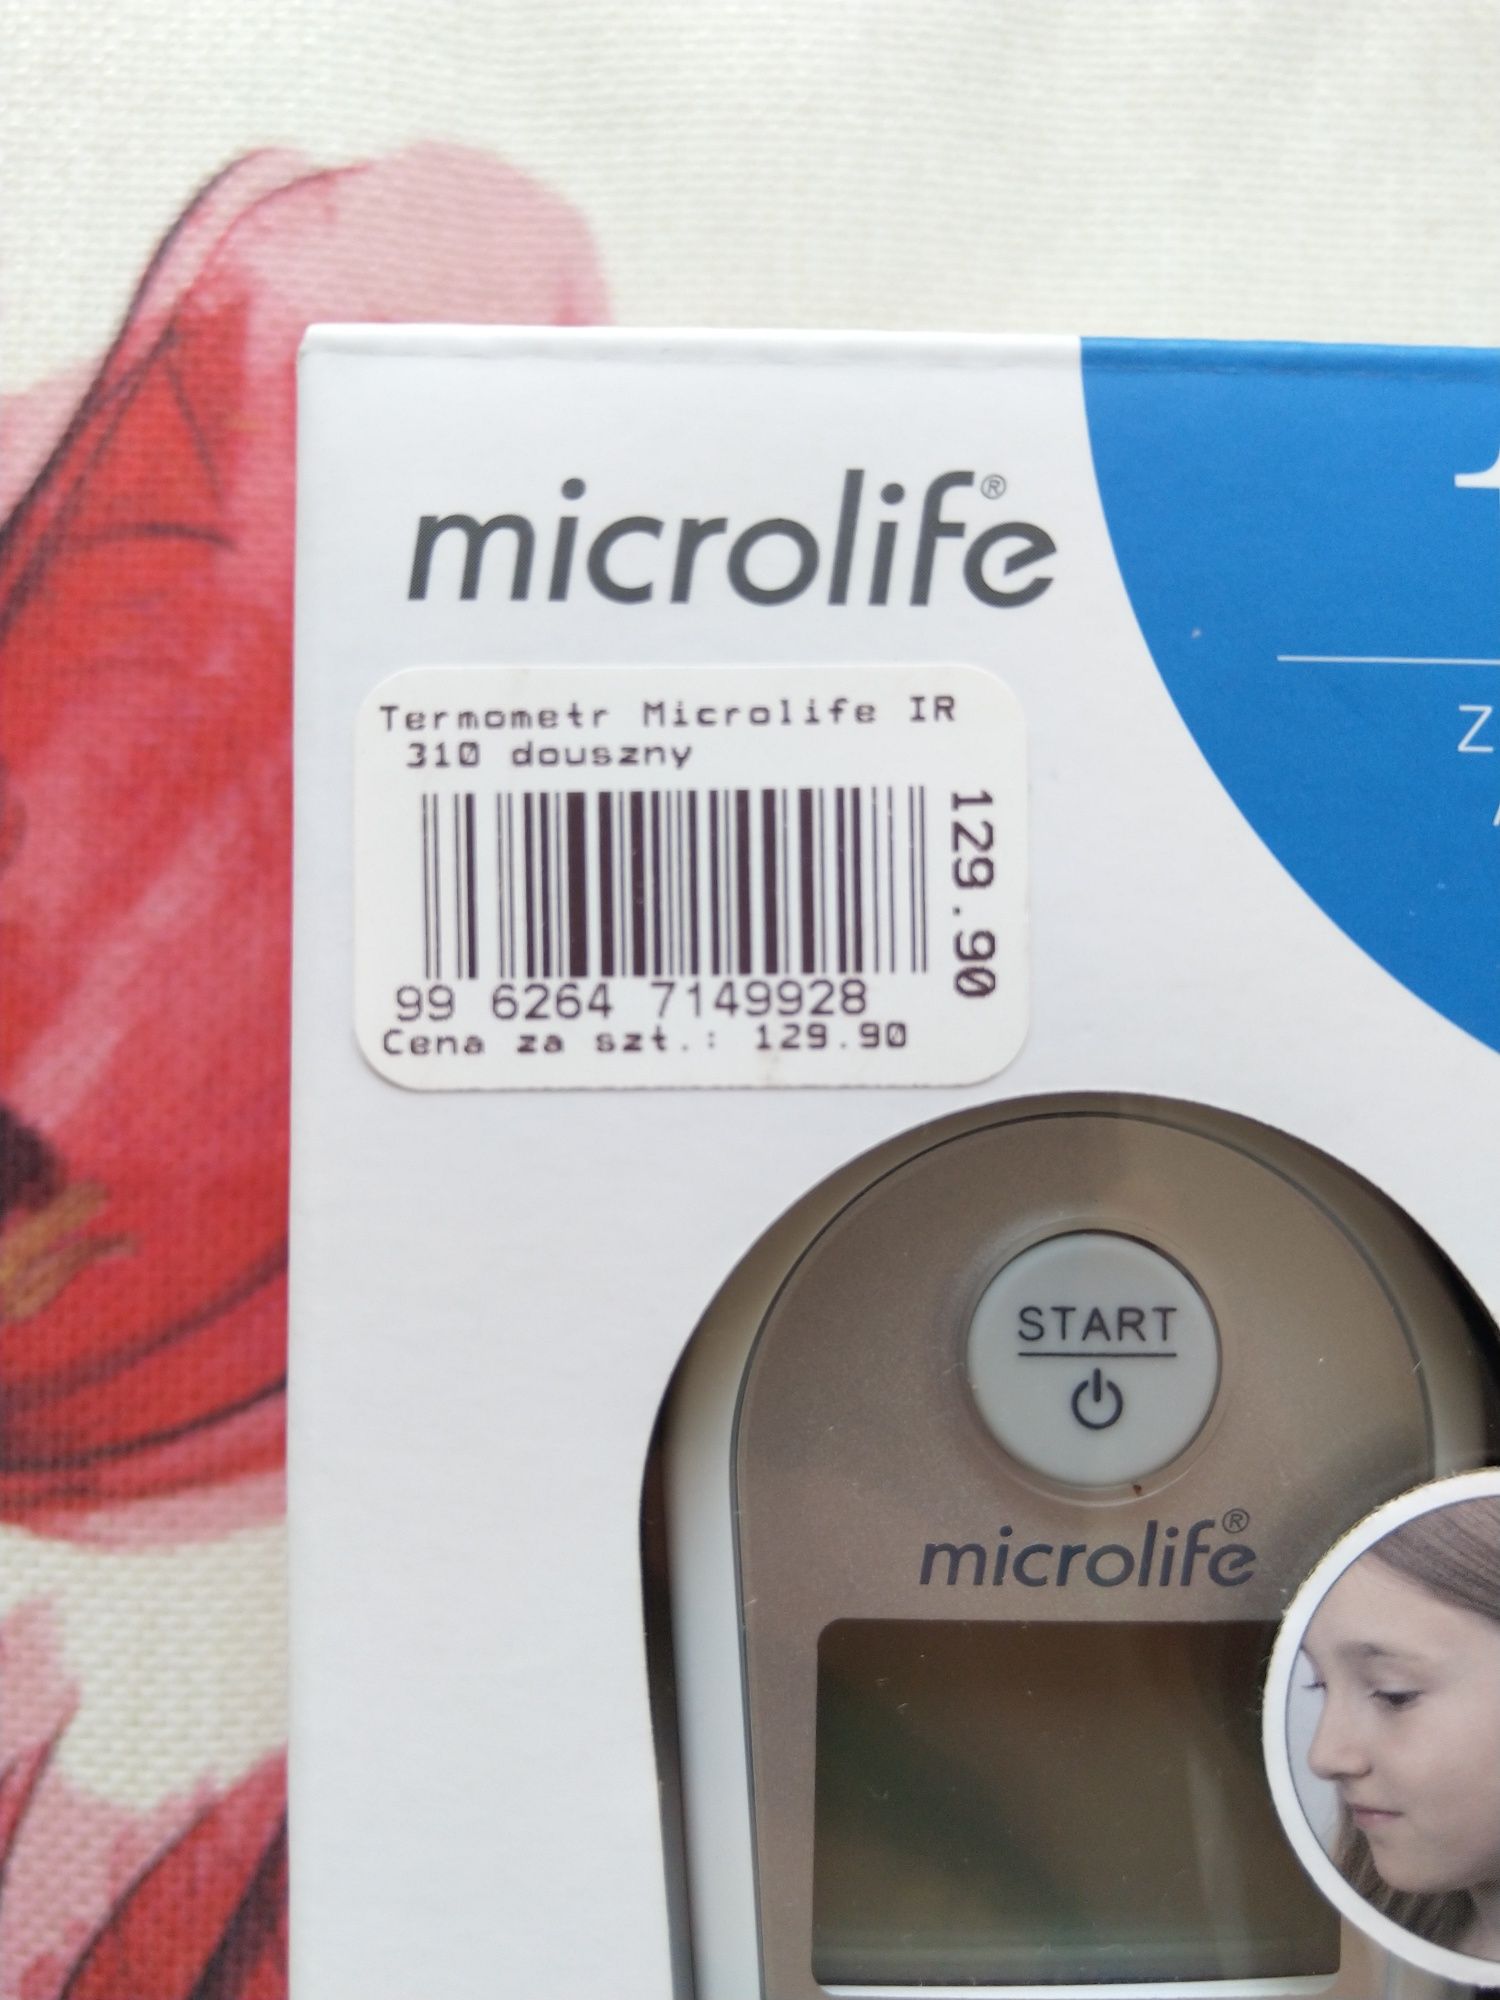 microlife®
Termometr Microlife IR
310 douszny
129.90
99 6264 7149928
Cena za szt.: 129.90
START
microlife®